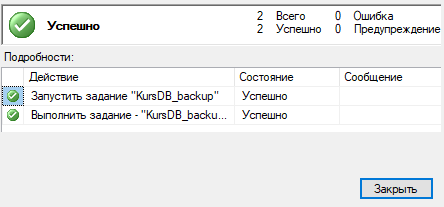 Успешно
2 Всего 0 Ошибка
2 Успешно 0 Предупреждение
Подробности:
Действие Состояние Сообщение
Запустить задание "KursDB_backup" Успешно
Выполнить задание - "KursDB_backu... Успешно
Закрыть